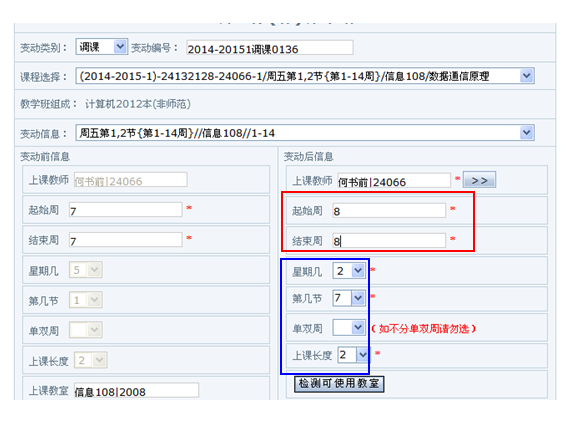 变动类别： 调课 变动编号： 2014-20151调课0136
课程选择： (2014-2015-1)-24132128-24066-1/周五第1,2节{第1-14周}/信息108/数据通信原理
教学班组成： 计算机2012本(非师范)
变动信息： 周五第1,2节{第1-14周}//信息108//1-14
变动前信息
上课教师 何书前|24066
起始周 7 *
结束周 7 *
星期几 5
第几节 1
单双周
上课长度 2
上课教室 信息108|2008
变动后信息
上课教师 何书前|24066 * >>
起始周 8 *
结束周 8 *
星期几 2 *
第几节 7 *
单双周 （如不分单双周请勿选）
上课长度 2 *
检测可使用教室